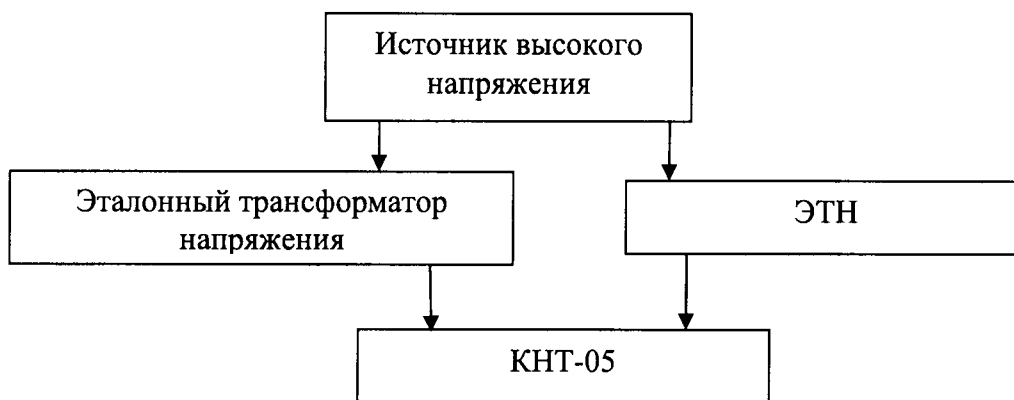 Источник высокого
напряжения
Эталонный трансформатор
напряжения
ЭТН
КНТ-05